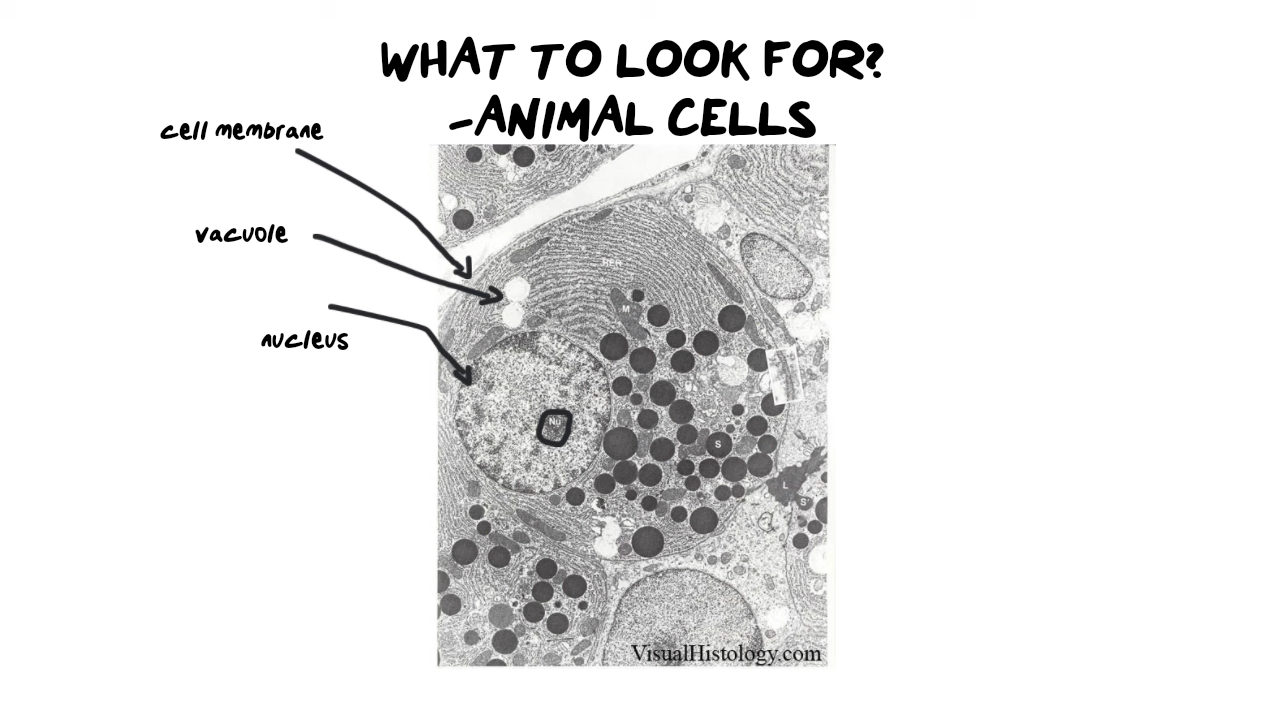 WHAT TO LOOK FOR?
-ANIMAL CELLS
cell membrane
vacuole
nucleus
RER
M
Nu
S
L
S'
VisualHistology.com